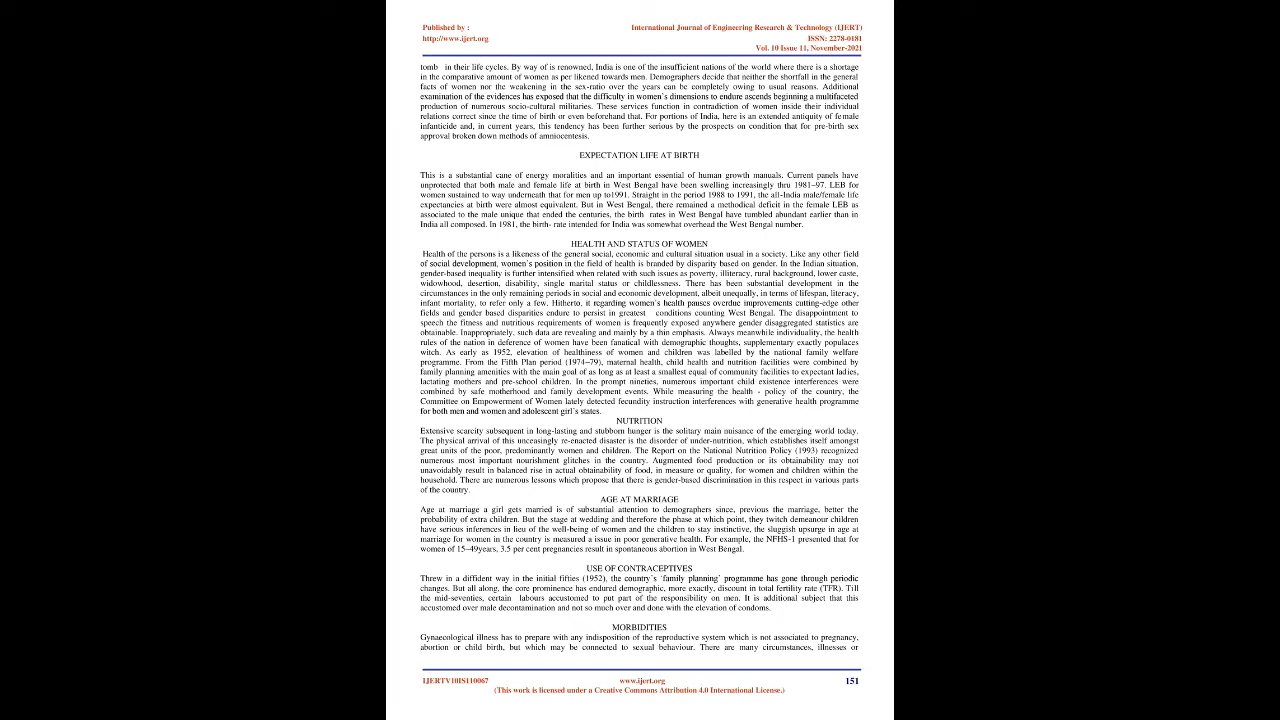 Published by :
International Journal of Engineering Research & Technology (IJERT)
http://www.ijert.org
ISSN: 2278-0181
Vol. 10 Issue 11, November-2021
tomb in their life cycles. By way of is renowned, India is one of the insufficient nations of the world where there is a shortage
in the comparative amount of women as per likened towards men. Demographers decide that neither the shortfall in the general
facts of women nor the weakening in the sex-ratio over the years can be completely owing to usual reasons. Additional
examination of the evidences has exposed that the difficulty in women's dimensions to endure ascends beginning a multifaceted
production of numerous socio-cultural militaries. These services function in contradiction of women inside their individual
relations correct since the time of birth or even beforehand that. For portions of India, here is an extended antiquity of female
infanticide and, in current years, this tendency has been further serious by the prospects on condition that for pre-birth sex
approval broken down methods of amniocentesis.
EXPECTATION LIFE AT BIRTH
This is a substantial cane of energy moralities and an important essential of human growth manuals. Current panels have
unprotected that both male and female life at birth in West Bengal have been swelling increasingly thru 1981–97. LEB for
women sustained to way underneath that for men up to1991. Straight in the period 1988 to 1991, the all-India male/female life
expectancies at birth were almost equivalent. But in West Bengal, there remained a methodical deficit in the female LEB as
associated to the male unique that ended the centuries, the birth rates in West Bengal have tumbled abundant earlier than in
India all composed. In 1981, the birth- rate intended for India was somewhat overhead the West Bengal number.
HEALTH AND STATUS OF WOMEN
Health of the persons is a likeness of the general social, economic and cultural situation usual in a society. Like any other field
of social development, women's position in the field of health is branded by disparity based on gender. In the Indian situation,
gender-based inequality is further intensified when related with such issues as poverty, illiteracy, rural background, lower caste,
widowhood, desertion, disability, single marital status or childlessness. There has been substantial development in the
circumstances in the only remaining periods in social and economic development, albeit unequally, in terms of lifespan, literacy,
infant mortality, to refer only a few. Hitherto, it regarding women's health pauses overdue improvements cutting-edge other
fields and gender based disparities endure to persist in greatest conditions counting West Bengal. The disappointment to
speech the fitness and nutritious requirements of women is frequently exposed anywhere gender disaggregated statistics are
obtainable. Inappropriately, such data are revealing and mainly by a thin emphasis. Always meanwhile individuality, the health
rules of the nation in deference of women have been fanatical with demographic thoughts, supplementary exactly populaces
witch. As early as 1952, elevation of healthiness of women and children was labelled by the national family welfare
programme. From the Fifth Plan period (1974–79), maternal health, child health and nutrition facilities were combined by
family planning amenities with the main goal of as long as at least a smallest equal of community facilities to expectant ladies,
lactating mothers and pre-school children. In the prompt nineties, numerous important child existence interferences were
combined by safe motherhood and family development events. While measuring the health - policy of the country, the
Committee on Empowerment of Women lately detected fecundity instruction interferences with generative health programme
for both men and women and adolescent girl's states.
NUTRITION
Extensive scarcity subsequent in long-lasting and stubborn hunger is the solitary main nuisance of the emerging world today.
The physical arrival of this unceasingly re-enacted disaster is the disorder of under-nutrition, which establishes itself amongst
great units of the poor, predominantly women and children. The Report on the National Nutrition Policy (1993) recognized
numerous most important nourishment glitches in the country. Augmented food production or its obtainability may not
unavoidably result in balanced rise in actual obtainability of food, in measure or quality, for women and children within the
household. There are numerous lessons which propose that there is gender-based discrimination in this respect in various parts
of the country.
AGE AT MARRIAGE
Age at marriage a girl gets married is of substantial attention to demographers since, previous the marriage, better the
probability of extra children. But the stage at wedding and therefore the phase at which point, they twitch demeanour children
have serious inferences in lieu of the well-being of women and the children to stay instinctive, the sluggish upsurge in age at
marriage for women in the country is measured a issue in poor generative health. For example, the NFHS-1 presented that for
women of 15–49years, 3.5 per cent pregnancies result in spontaneous abortion in West Bengal.
USE OF CONTRACEPTIVES
Threw in a diffident way in the initial fifties (1952), the country's 'family planning' programme has gone through periodic
changes. But all along, the core prominence has endured demographic, more exactly, discount in total fertility rate (TFR). Till
the mid-seventies, certain labours accustomed to put part of the responsibility on men. It is additional subject that this
accustomed over male decontamination and not so much over and done with the elevation of condoms.
MORBIDITIES
Gynaecological illness has to prepare with any indisposition of the reproductive system which is not associated to pregnancy,
abortion or child birth, but which may be connected to sexual behaviour. There are many circumstances, illnesses or
IJERTV10IS110067
www.ijert.org
151
(This work is licensed under a Creative Commons Attribution 4.0 International License.)